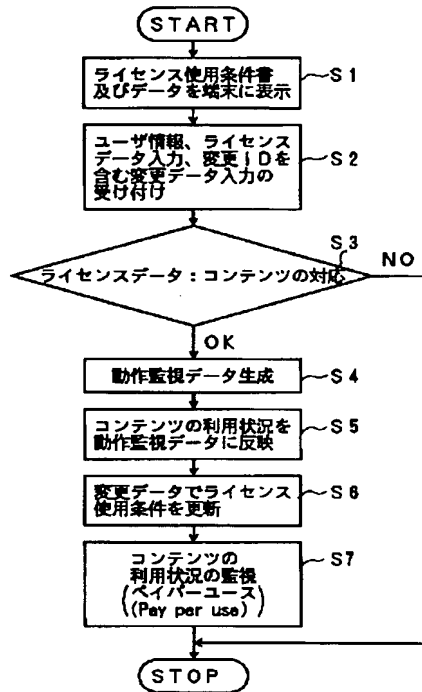 START
ライセンス使用条件書
及びデータを端末に表示
S1
ユーザ情報、ライセンス
データ入力、変更IDを
含む変更データ入力の
受け付け
S2
S3
ライセンスデータ：コンテンツの対応
NO
OK
動作監視データ生成
S4
コンテンツの利用状況を
動作監視データに反映
S5
変更データでライセンス
使用条件を更新
S6
コンテンツの
利用状況の監視
(ペイパーユース)
(Pay per use)
S7
STOP